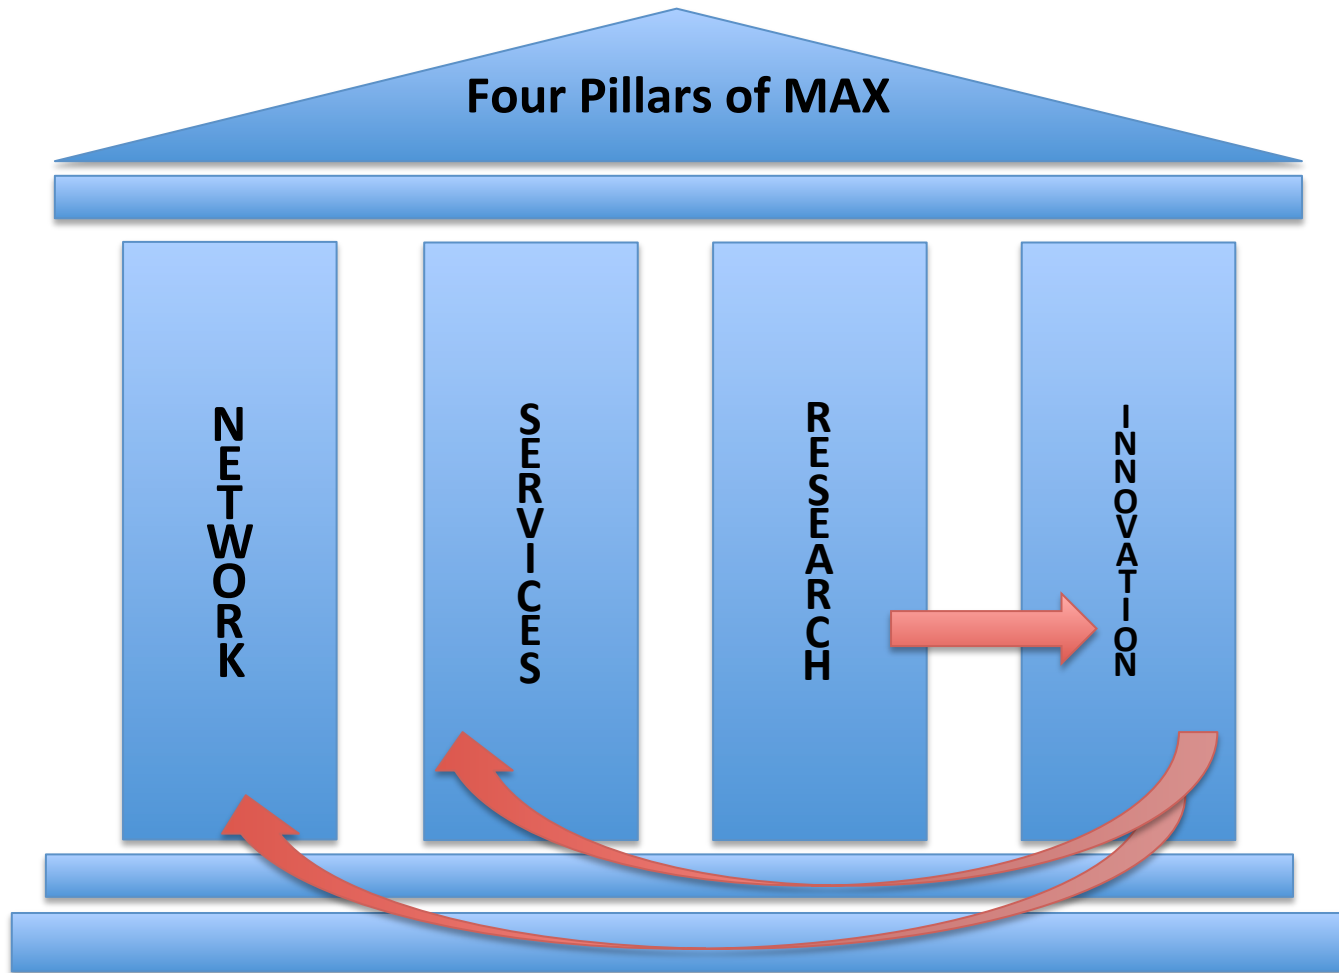 Four Pillars of MAX
NETWORK
SERVICES
RESEARCH
INNOVATION